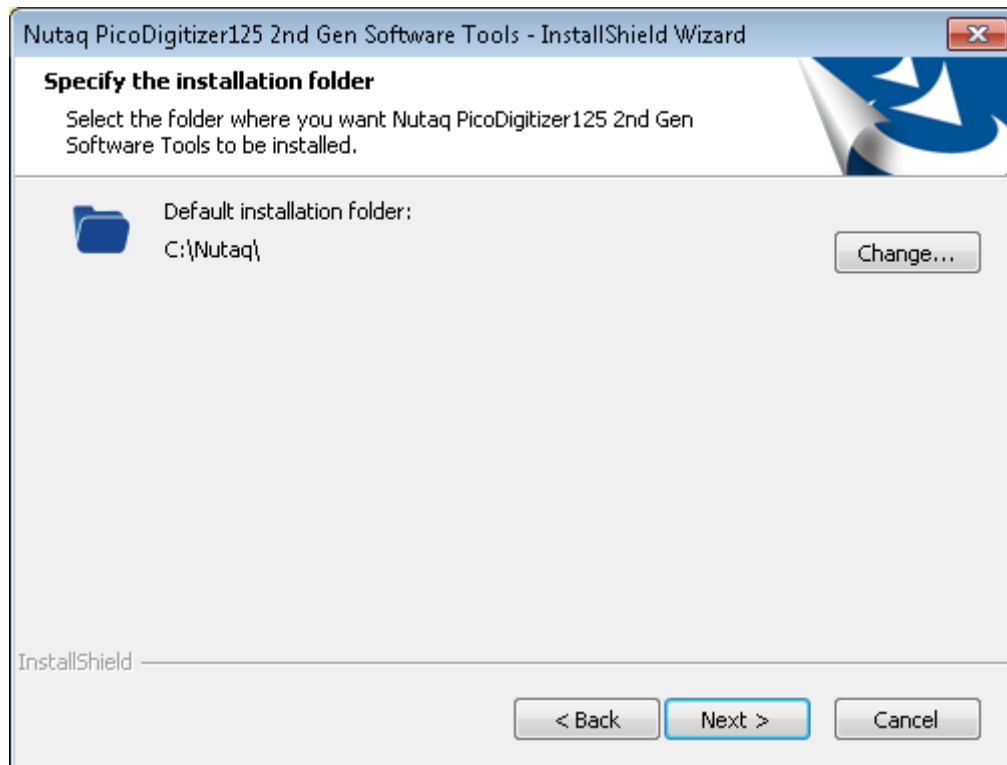 Nutaq PicoDigitizer125 2nd Gen Software Tools - InstallShield Wizard
Specify the installation folder
Select the folder where you want Nutaq PicoDigitizer125 2nd Gen
Software Tools to be installed.
Default installation folder:
C:\Nutaq\
Change...
InstallShield
< Back
Next >
Cancel